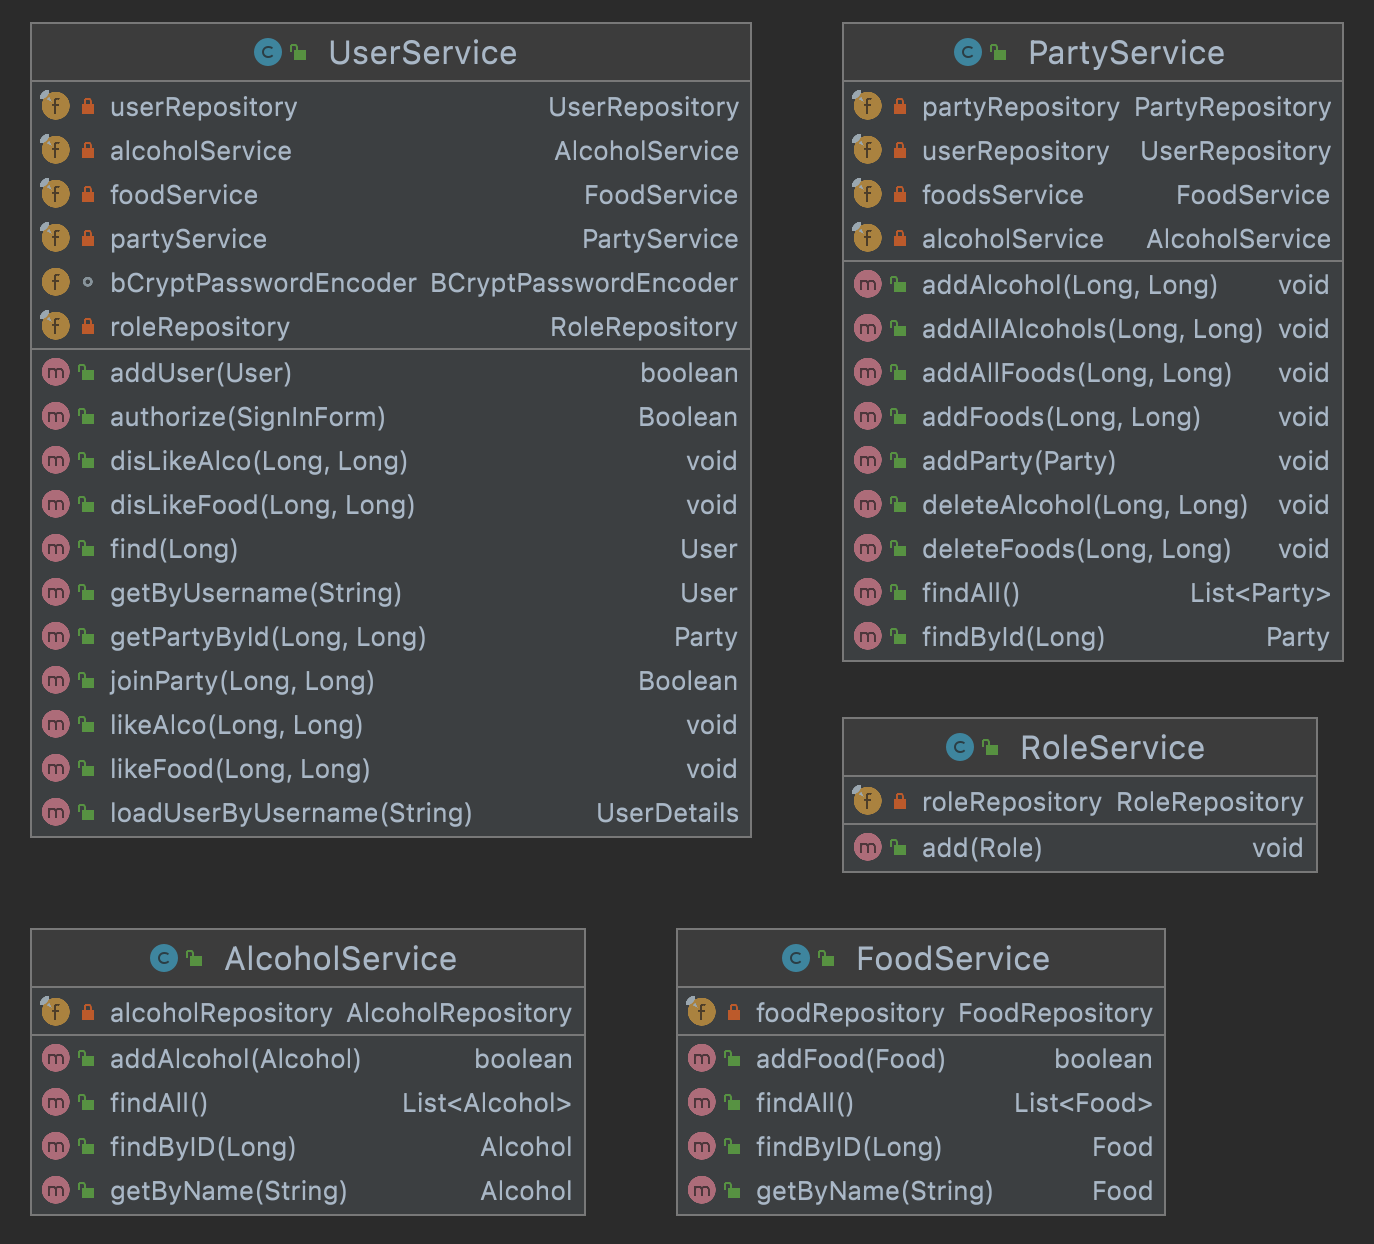 UserService
userRepository UserRepository
alcoholService AlcoholService
foodService FoodService
partyService PartyService
bCryptPasswordEncoder BCryptPasswordEncoder
roleRepository RoleRepository
addUser(User) boolean
authorize(SignInForm) Boolean
disLikeAlco(Long, Long) void
disLikeFood(Long, Long) void
find(Long) User
getByUsername(String) User
getPartyById(Long, Long) Party
joinParty(Long, Long) Boolean
likeAlco(Long, Long) void
likeFood(Long, Long) void
loadUserByUsername(String) UserDetails
PartyService
partyRepository PartyRepository
userRepository UserRepository
foodsService FoodService
alcoholService AlcoholService
addAlcohol(Long, Long) void
addAllAlcohols(Long, Long) void
addAllFoods(Long, Long) void
addFoods(Long, Long) void
addParty(Party) void
deleteAlcohol(Long, Long) void
deleteFoods(Long, Long) void
findAll() List<Party>
findById(Long) Party
RoleService
roleRepository RoleRepository
add(Role) void
AlcoholService
alcoholRepository AlcoholRepository
addAlcohol(Alcohol) boolean
findAll() List<Alcohol>
findByID(Long) Alcohol
getByName(String) Alcohol
FoodService
foodRepository FoodRepository
addFood(Food) boolean
findAll() List<Food>
findByID(Long) Food
getByName(String) Food